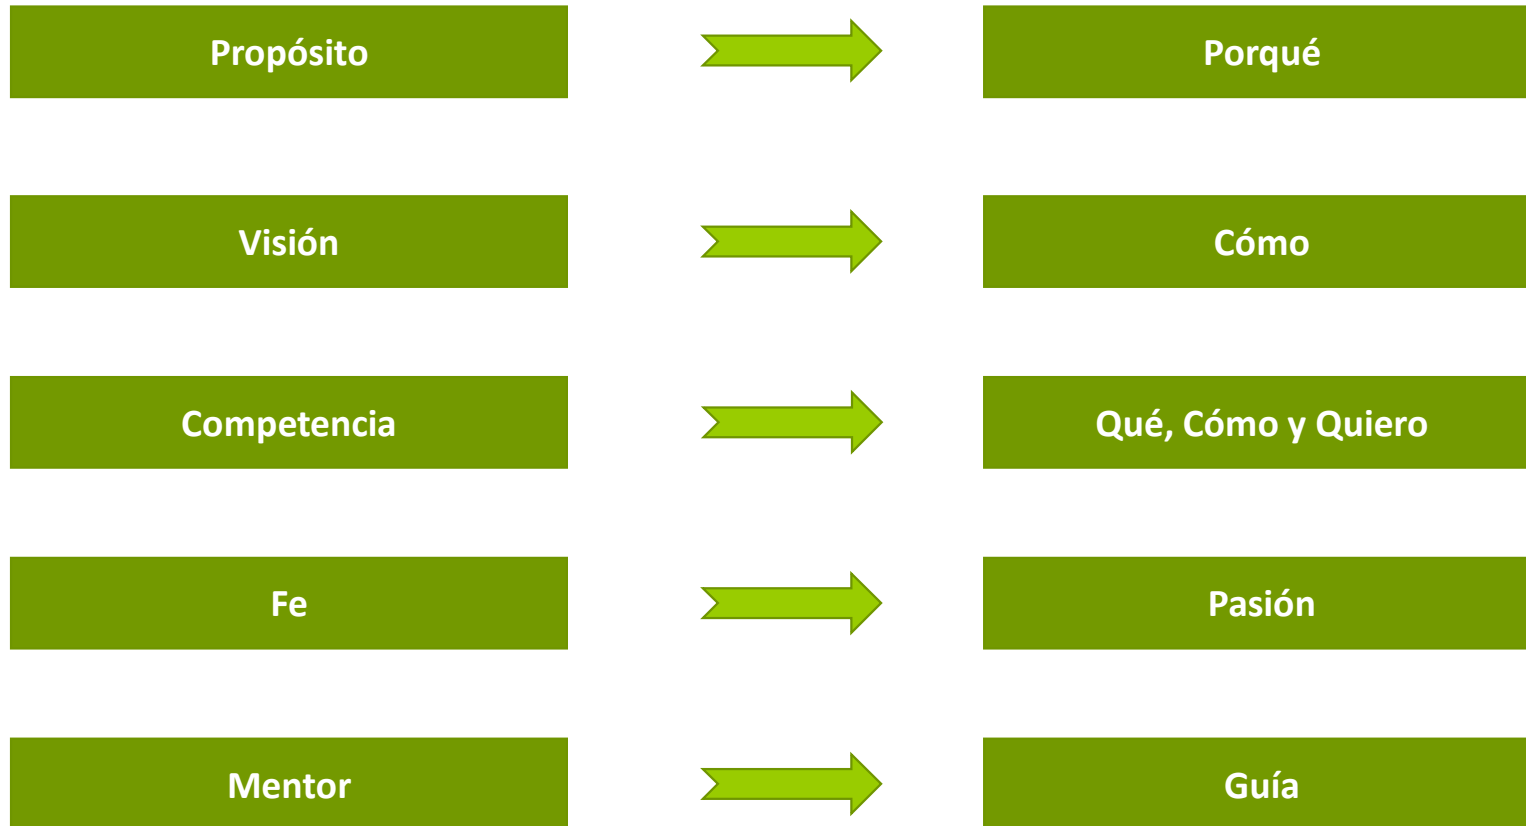 Propósito
Porqué
Visión
Cómo
Competencia
Qué, Cómo y Quiero
Fe
Pasión
Mentor
Guía